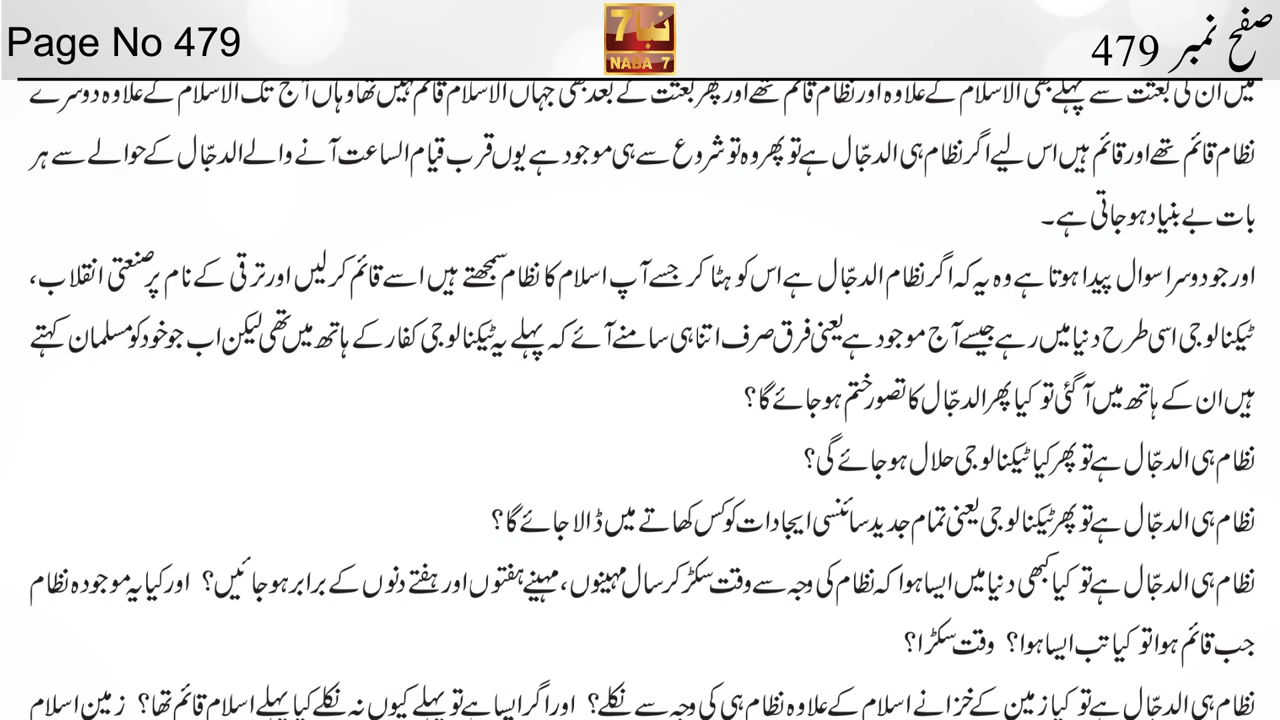 Page No 479
نبا 7
NABA 7
صفح نمبر 479
میں ان کی بعثت سے پہلے بھی الاسلام کے علاوہ اور نظام قائم تھے اور پھر بعثت کے بعد بھی جہاں الاسلام قائم نہیں تھا وہاں آج تک الاسلام کے علاوہ دوسرے
نظام قائم تھے اور قائم ہیں اس لیے اگر نظام ہی الدجّال ہے تو پھر وہ تو شروع سے ہی موجود ہے یوں قرب قیام الساعت آنے والے الدجّال کے حوالے سے ہر
بات بے بنیاد ہو جاتی ہے۔
اور جو دوسرا سوال پیدا ہوتا ہے وہ یہ کہ اگر نظام الدجّال ہے اس کو ہٹا کر جسے آپ اسلام کا نظام سمجھتے ہیں اسے قائم کر لیں اور ترقی کے نام پر صنعتی انقلاب،
ٹیکنالوجی اسی طرح دنیا میں رہے جیسے آج موجود ہے یعنی فرق صرف اتنا ہی سامنے آئے کہ پہلے یہ ٹیکنالوجی کفار کے ہاتھ میں تھی لیکن اب جو خود کو مسلمان کہتے
ہیں ان کے ہاتھ میں آ گئی تو کیا پھر الدجّال کا تصور ختم ہو جائے گا؟
نظام ہی الدجّال ہے تو پھر کیا ٹیکنالوجی حلال ہو جائے گی؟
نظام ہی الدجّال ہے تو پھر ٹیکنالوجی یعنی تمام جدید سائنسی ایجادات کو کس کھاتے میں ڈالا جائے گا؟
نظام ہی الدجّال ہے تو کیا کبھی دنیا میں ایسا ہوا کہ نظام کی وجہ سے وقت سکڑ کر سال مہینوں، مہینے ہفتوں اور ہفتے دنوں کے برابر ہو جائیں؟ اور کیا یہ موجودہ نظام
جب قائم ہوا تو کیا تب ایسا ہوا؟ وقت سکڑا؟
نظام ہی الدجّال ہے تو کیا زمین کے خزانے اسلام کے علاوہ نظام ہی کی وجہ سے نکلے؟ اور اگر ایسا ہے تو پہلے کیوں نہ نکلے کیا پہلے اسلام قائم تھا؟ زمین اسلام